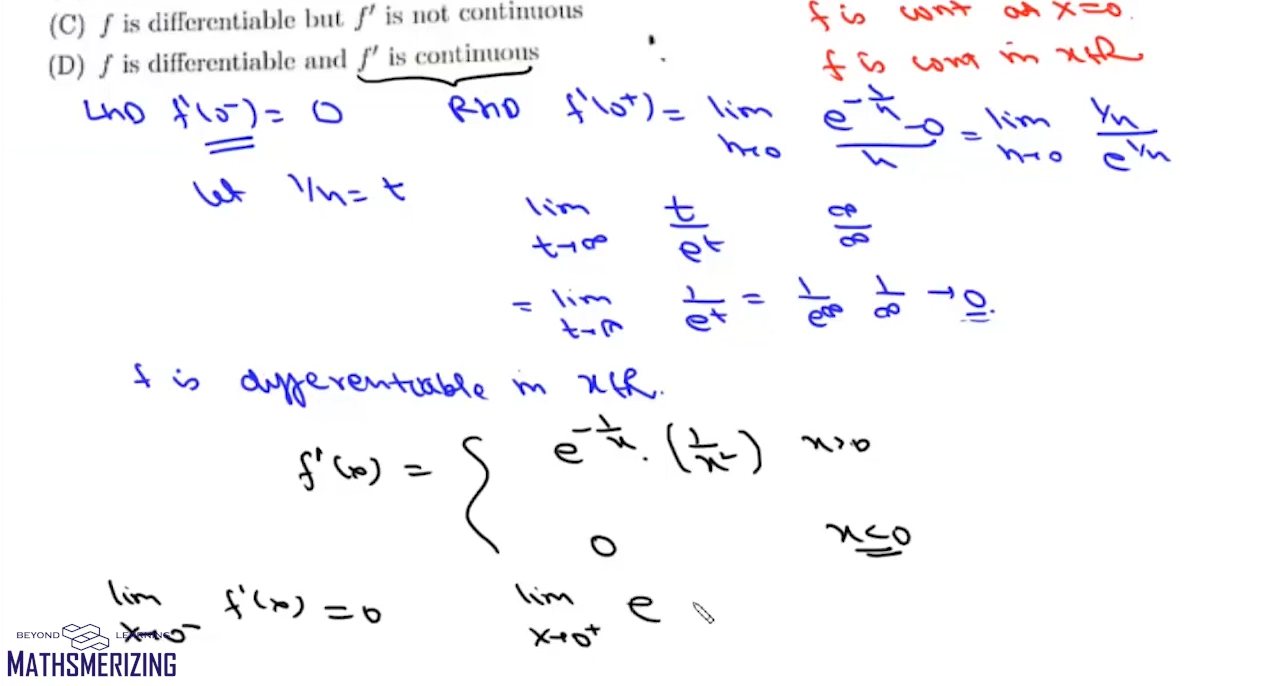 (C) f is differentiable but f′ is not continuous
(D) f is differentiable and f′ is continuous
f is cont at x=0.
f is cont in x∈R
LHD f'(0⁻) = 0
RHD f'(0⁺) = lim h→0 (e^(-1/h) - 0)/h = lim h→0 (1/h)/(e^(1/h))
let 1/h = t
lim t→∞ t/e^t ∞/∞
= lim t→∞ 1/e^t = 1/e^∞ 1/∞ → 0.
f is differentiable in x∈R.
f'(x) = { e^(-1/x) . (1/x²) x>0
0 x≤0
lim x→0⁻ f'(x) = 0
lim x→0⁺ e
BEYOND LEARNING
MATHSMERIZING